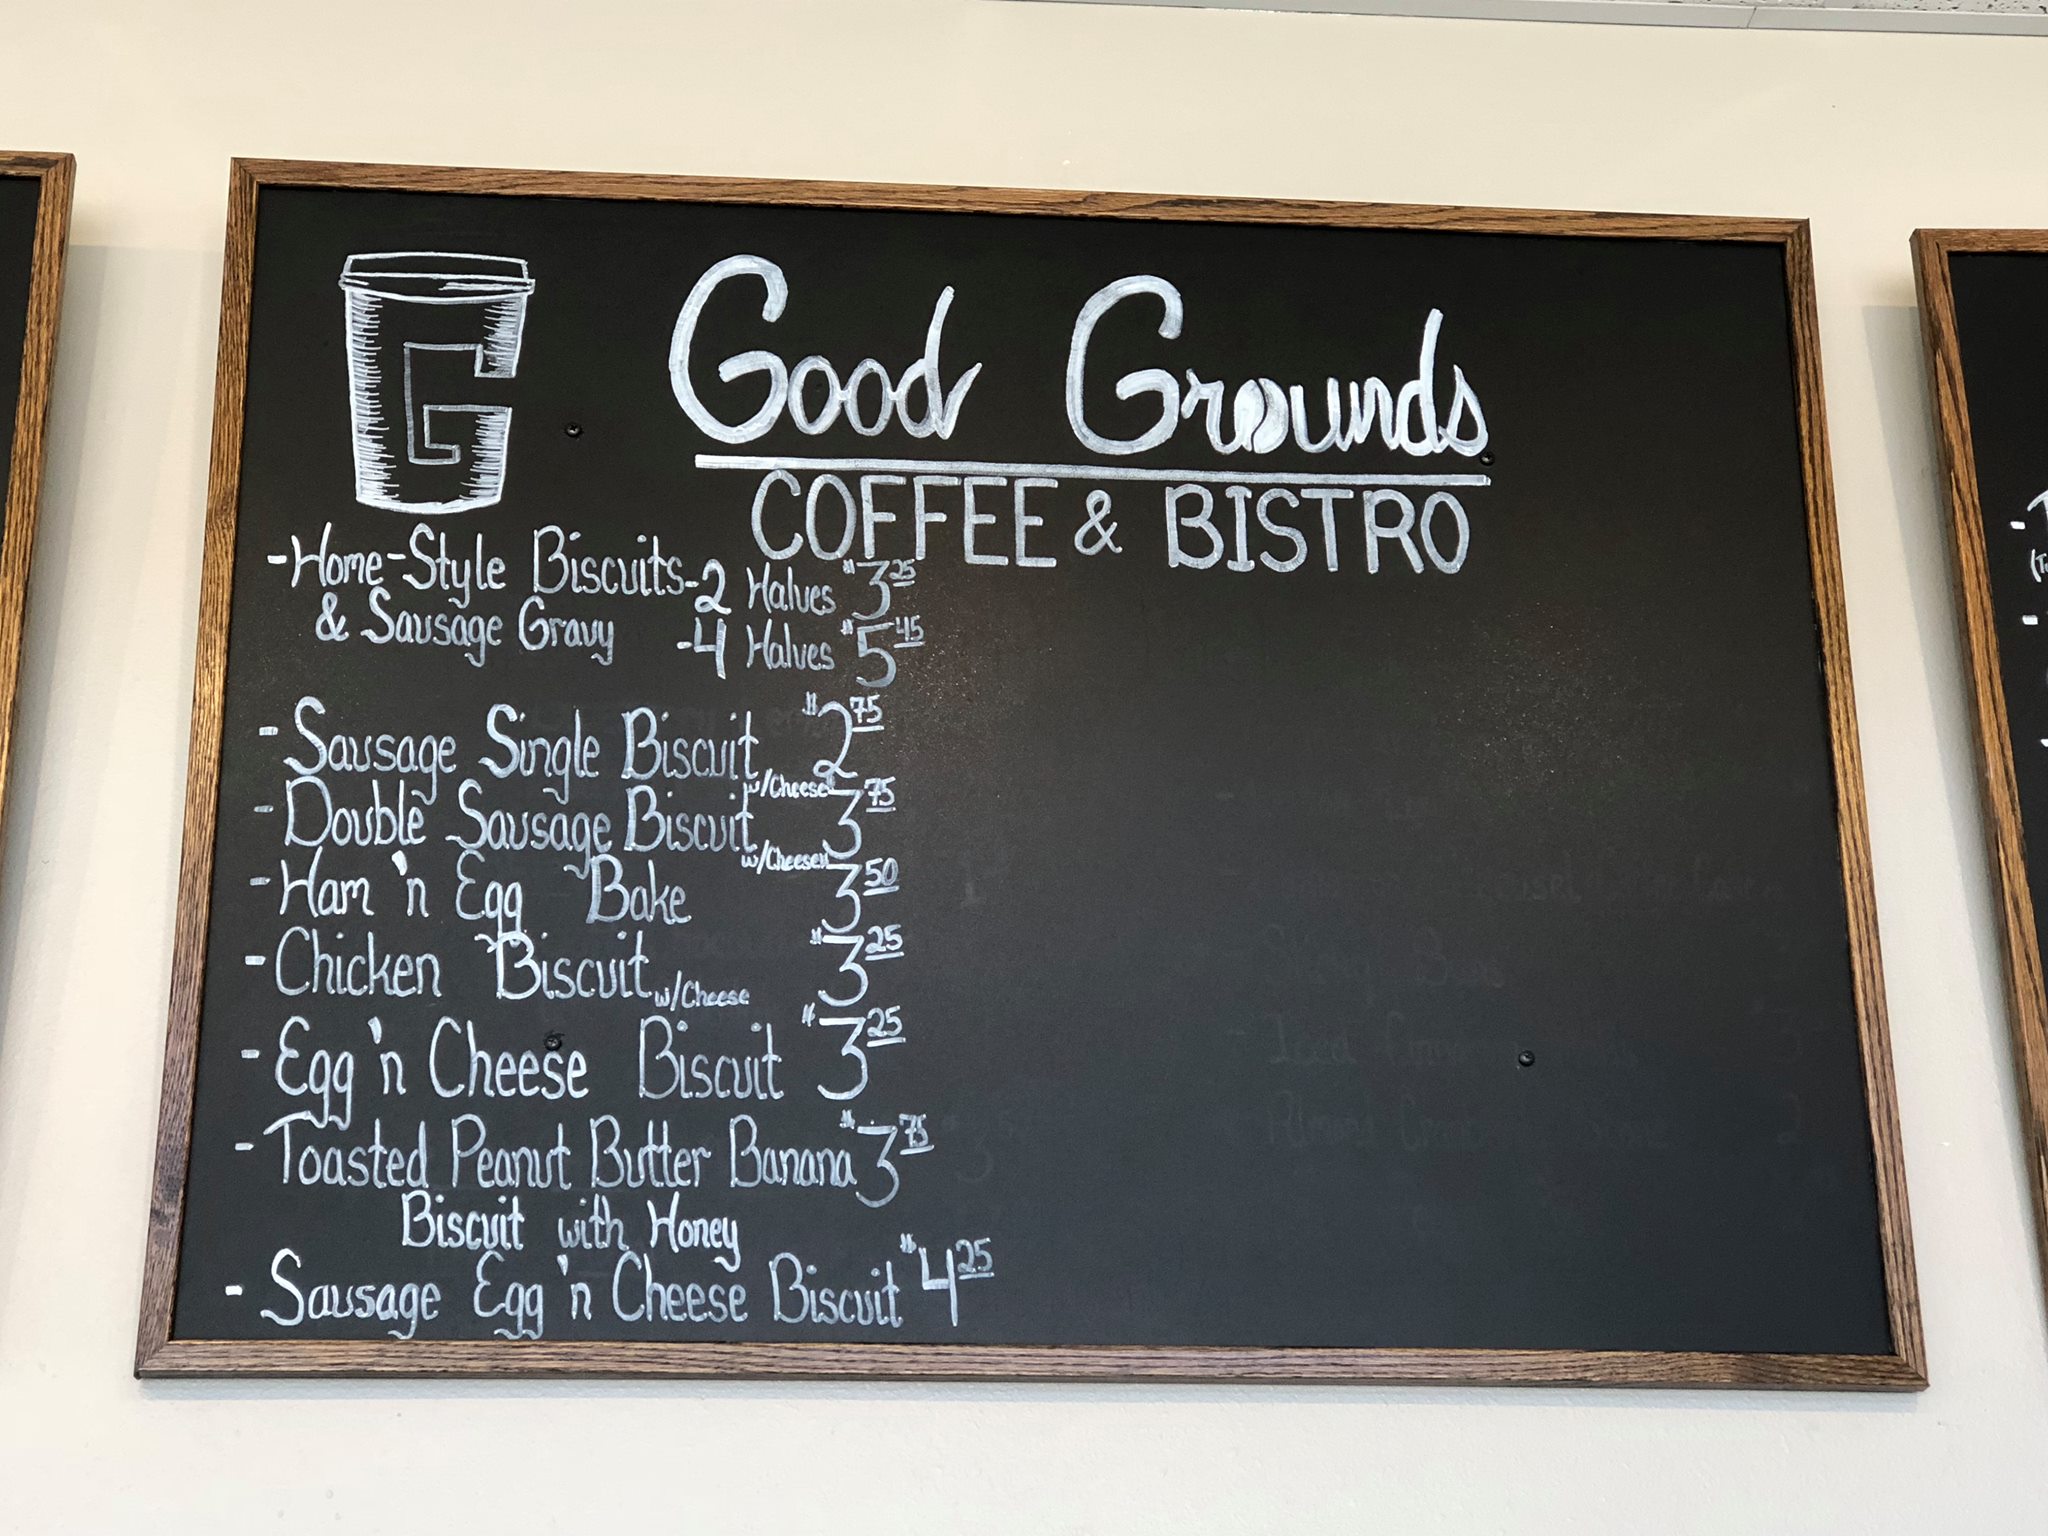 G
Good Grounds
COFFEE & BISTRO
-Home-Style Biscuits-2 Halves $3.25
& Sausage Gravy -4 Halves $5.45
- Sausage Single Biscuit w/Cheese $2.75
- Double Sausage Biscuit w/Cheese $3.75
- Ham 'n Egg Bake 3.50
- Chicken Biscuit w/Cheese $3.25
- Egg 'n Cheese Biscuit $3.25
- Toasted Peanut Butter Banana $3.75
Biscuit with Honey
- Sausage Egg 'n Cheese Biscuit $4.25